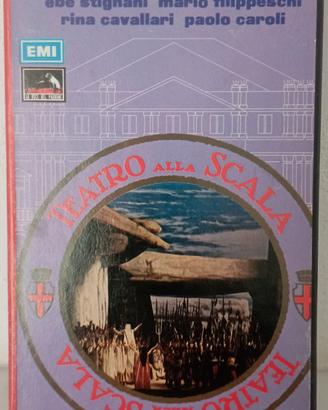 ebe stignani mario filippeschi
rina cavallari paolo caroli
EMI
TEATRO ALLA SCALA
TEATRO ALLA SCALA